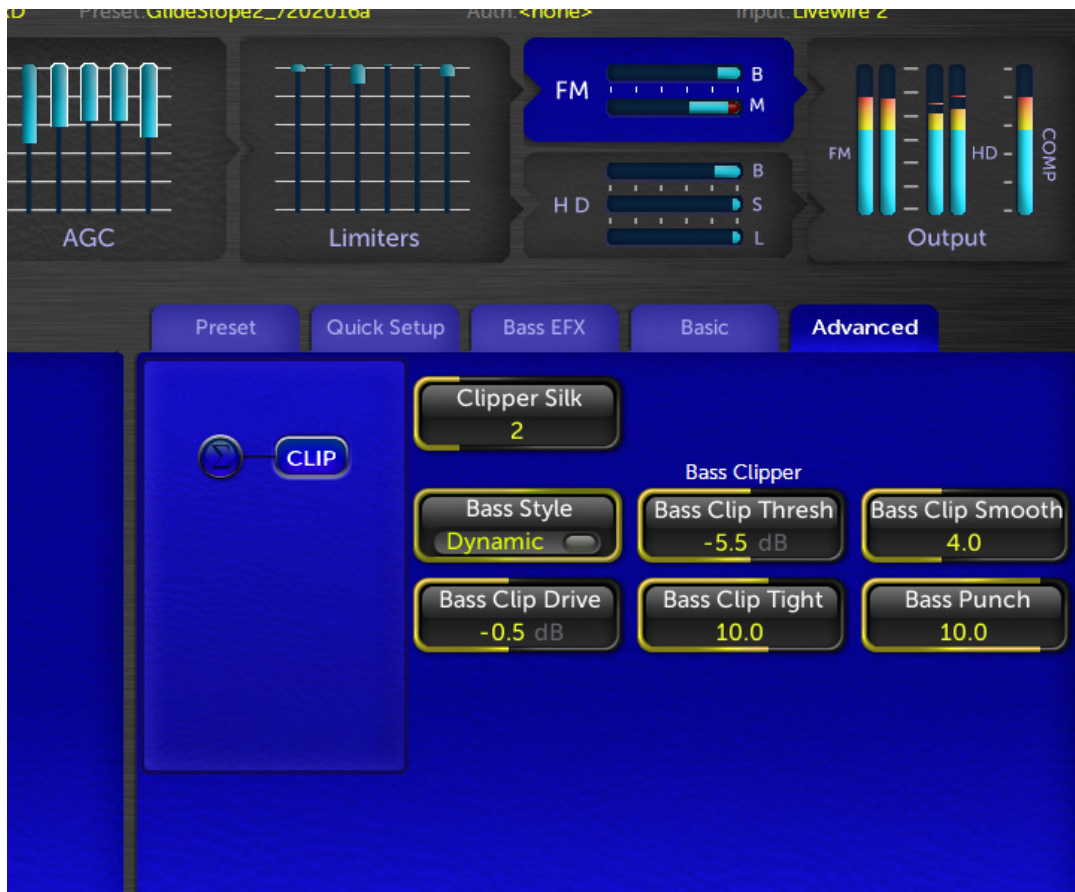 Preset: GlideSlope2_7202016a Auth: <none> Input: Livewire 2
AGC
Limiters
FM
B
M
HD
B
S
L
FM
HD
COMP
Output
Preset
Quick Setup
Bass EFX
Basic
Advanced
Σ
CLIP
Clipper Silk
2
Bass Clipper
Bass Style
Dynamic
Bass Clip Thresh
-5.5 dB
Bass Clip Smooth
4.0
Bass Clip Drive
-0.5 dB
Bass Clip Tight
10.0
Bass Punch
10.0